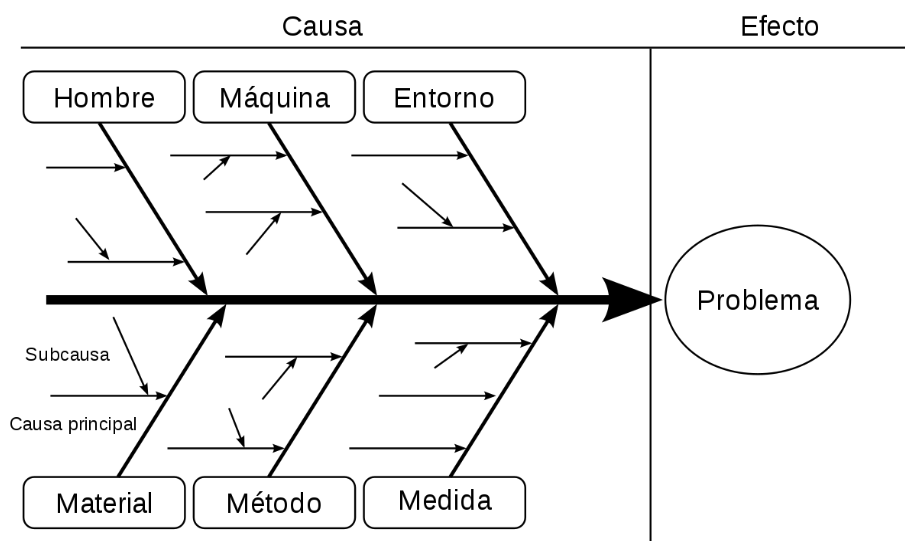 Causa
Efecto
Hombre
Máquina
Entorno
Problema
Subcausa
Causa principal
Material
Método
Medida